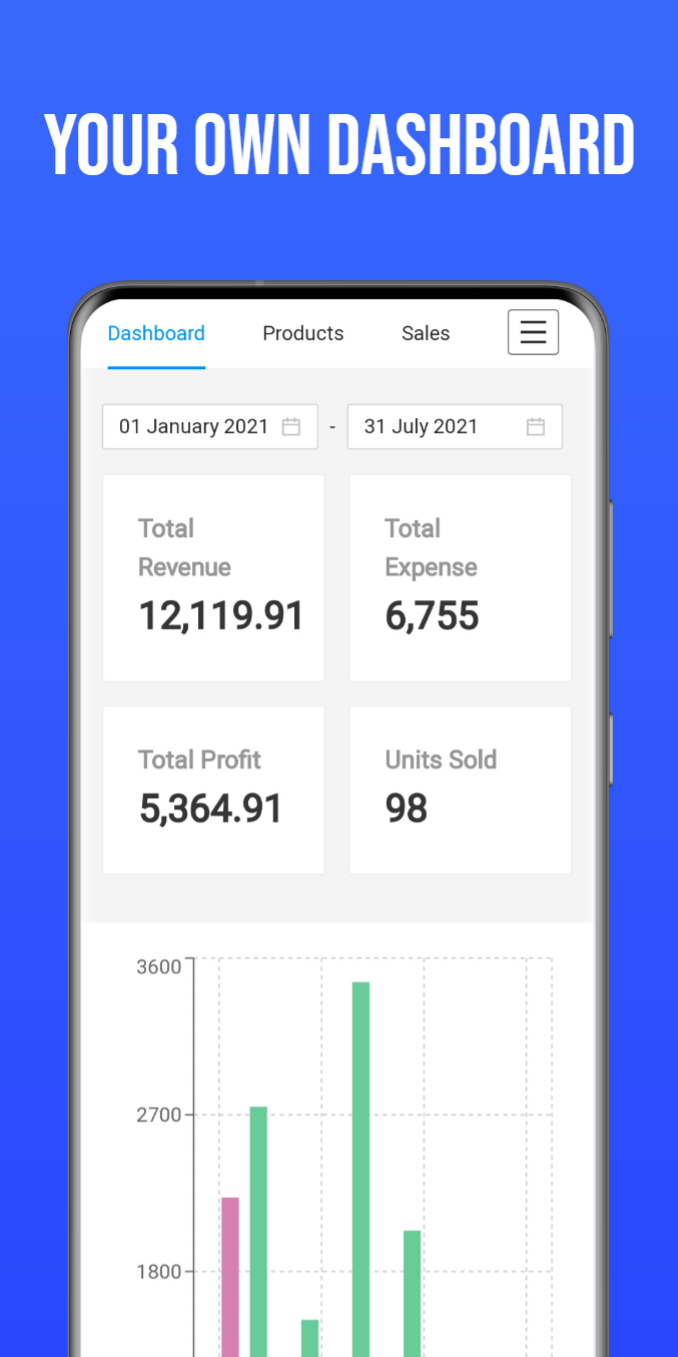 YOUR OWN DASHBOARD
Dashboard Products Sales
01 January 2021 - 31 July 2021
Total
Revenue
12,119.91
Total
Expense
6,755
Total Profit
5,364.91
Units Sold
98
3600
2700
1800